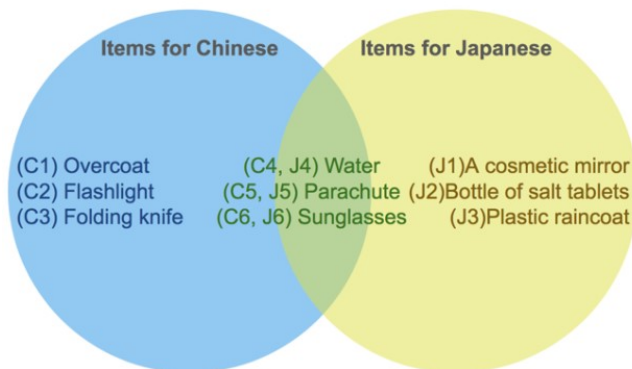 Items for Chinese
Items for Japanese
(C1) Overcoat
(C2) Flashlight
(C3) Folding knife
(C4, J4) Water
(C5, J5) Parachute
(C6, J6) Sunglasses
(J1)A cosmetic mirror
(J2)Bottle of salt tablets
(J3)Plastic raincoat